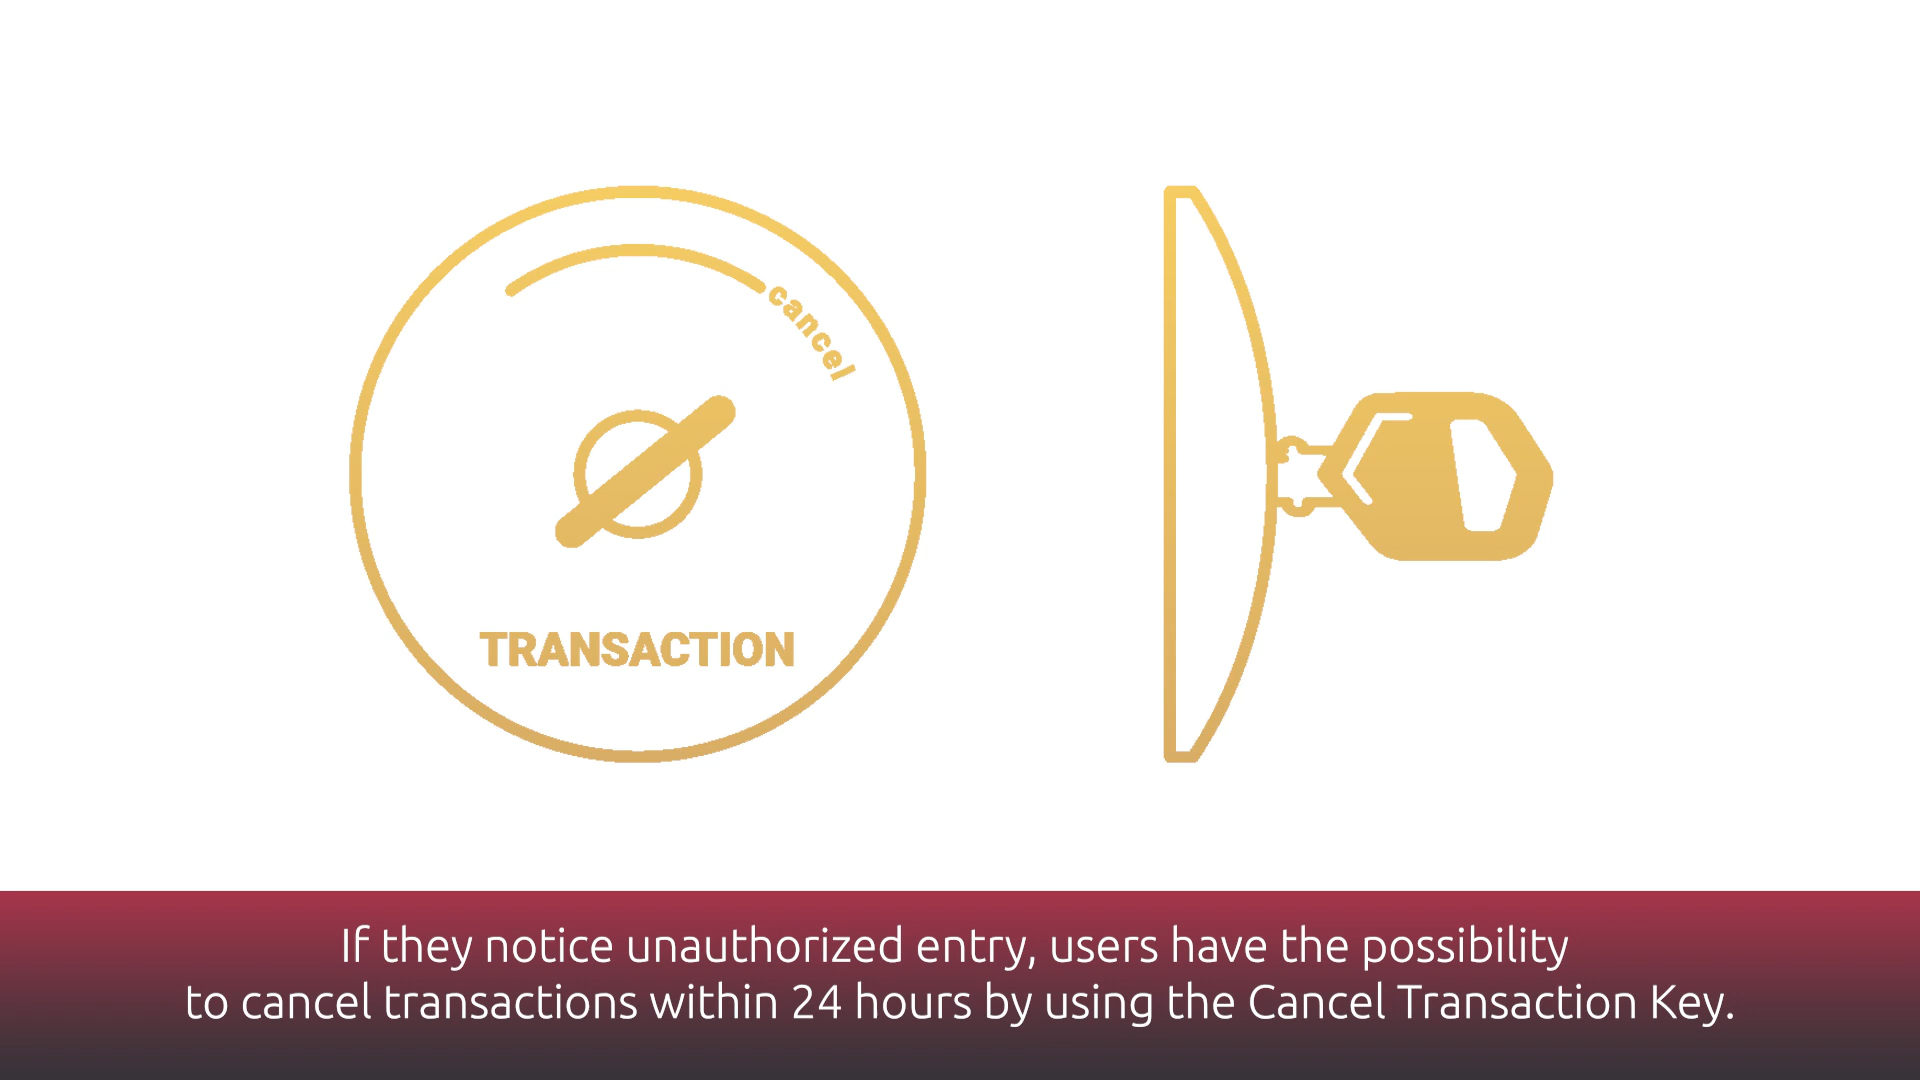 cancel
TRANSACTION
If they notice unauthorized entry, users have the possibility
to cancel transactions within 24 hours by using the Cancel Transaction Key.